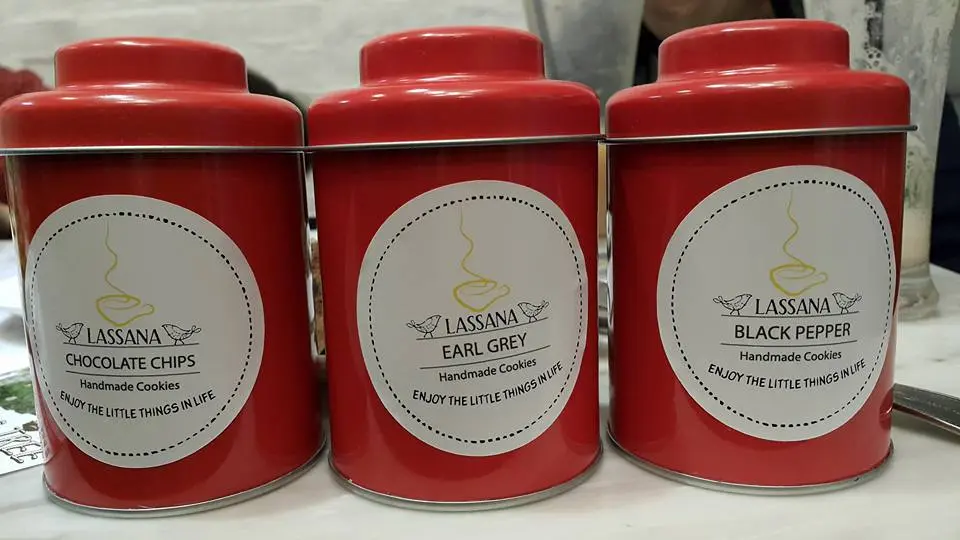 LASSANA
CHOCOLATE CHIPS
Handmade Cookies
ENJOY THE LITTLE THINGS IN LIFE
LASSANA
EARL GREY
Handmade Cookies
ENJOY THE LITTLE THINGS IN LIFE
LASSANA
BLACK PEPPER
Handmade Cookies
ENJOY THE LITTLE THINGS IN LIFE